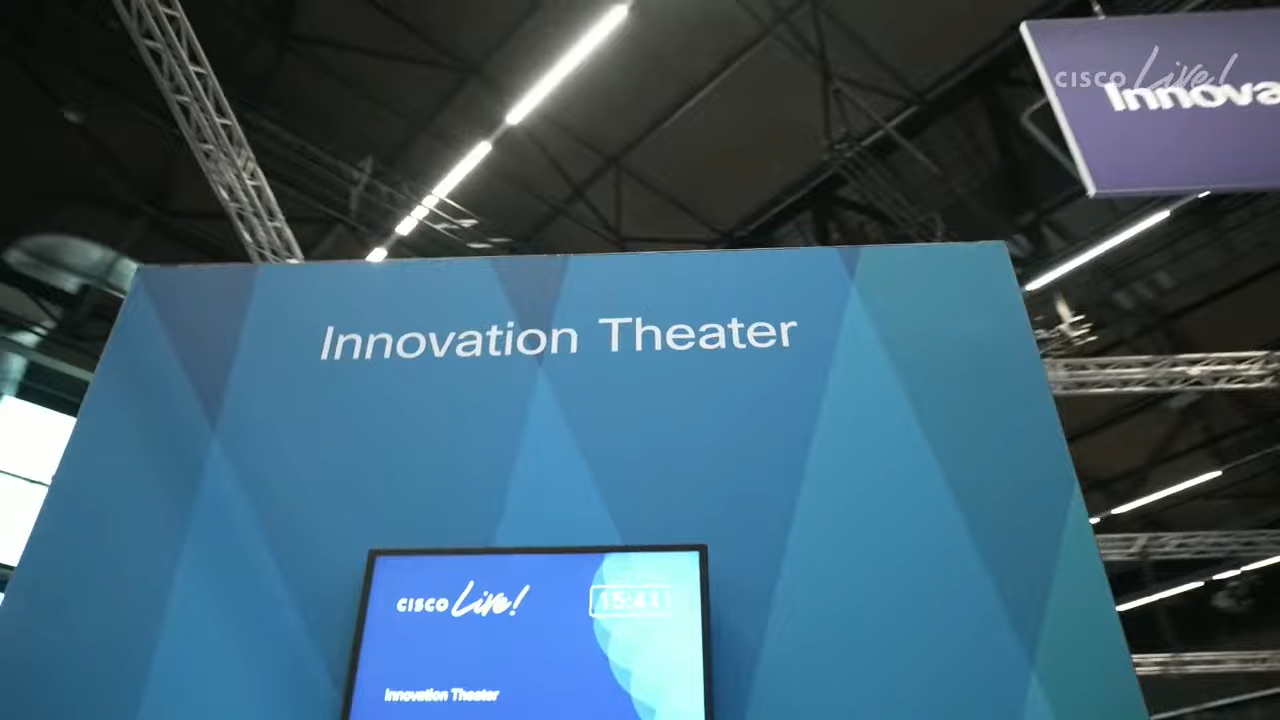 CISCO Live!
Innova
Innovation Theater
CISCO Live!
15:41
Innovation Theater